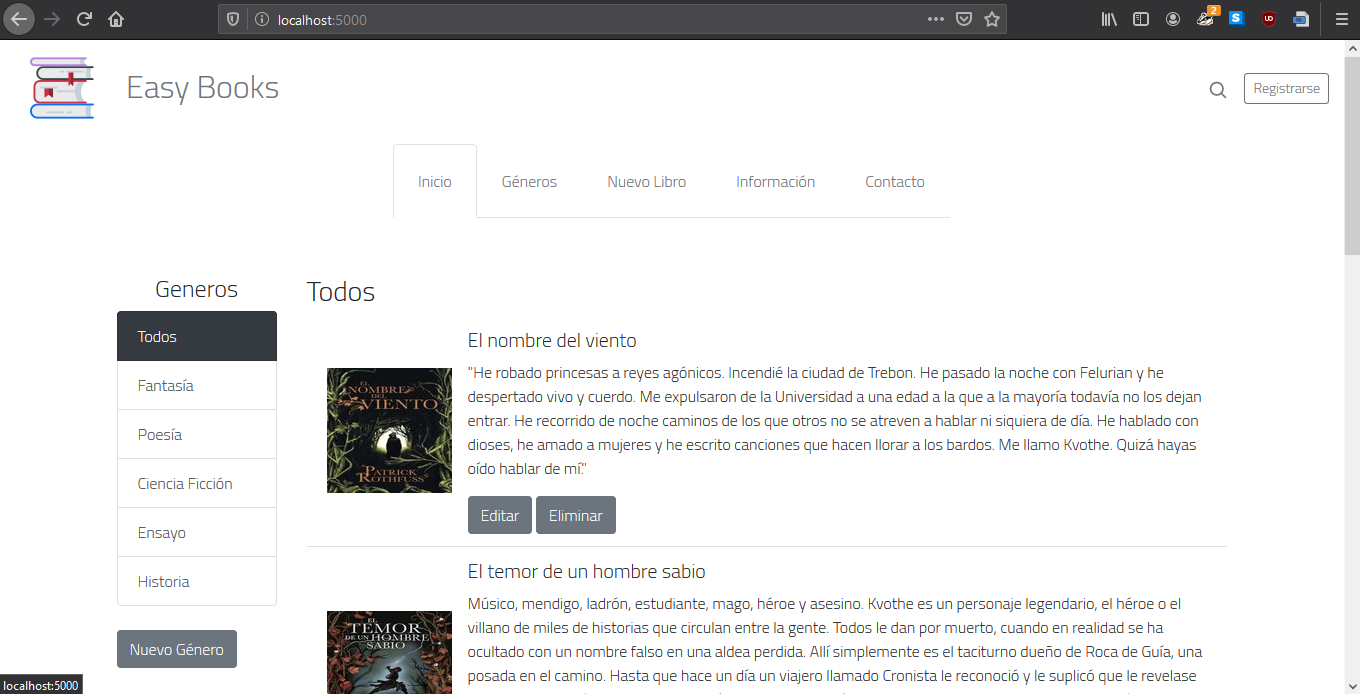 localhost:5000
2
S
Easy Books
Registrarse
Inicio Géneros Nuevo Libro Información Contacto
Generos
Todos
Fantasía
Poesía
Ciencia Ficción
Ensayo
Historia
Nuevo Género
Todos
El nombre del viento
EL
NOMBRE
DEL
VIENTO
PATRICK
ROTHFUSS
"He robado princesas a reyes agónicos. Incendié la ciudad de Trebon. He pasado la noche con Felurian y he
despertado vivo y cuerdo. Me expulsaron de la Universidad a una edad a la que a la mayoría todavía no los dejan
entrar. He recorrido de noche caminos de los que otros no se atreven a hablar ni siquiera de día. He hablado con
dioses, he amado a mujeres y he escrito canciones que hacen llorar a los bardos. Me llamo Kvothe. Quizá hayas
oído hablar de mí."
Editar Eliminar
El temor de un hombre sabio
EL
TEMOR
DE UN HOMBRE
SABIO
Músico, mendigo, ladrón, estudiante, mago, héroe y asesino. Kvothe es un personaje legendario, el héroe o el
villano de miles de historias que circulan entre la gente. Todos le dan por muerto, cuando en realidad se ha
ocultado con un nombre falso en una aldea perdida. Allí simplemente es el taciturno dueño de Roca de Guía, una
posada en el camino. Hasta que hace un día un viajero llamado Cronista le reconoció y le suplicó que le revelase
localhost:5000